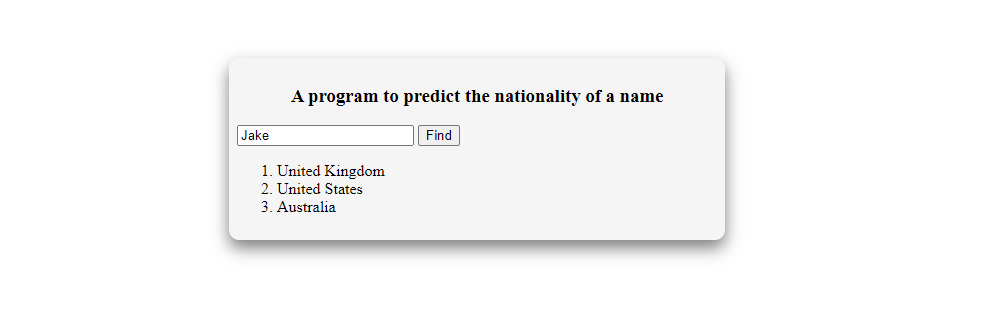 A program to predict the nationality of a name
Jake Find
1. United Kingdom
2. United States
3. Australia